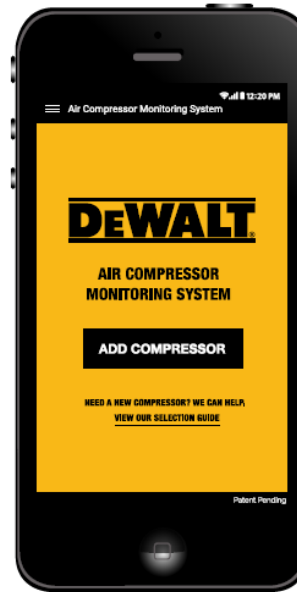 12:20 PM
Air Compressor Monitoring System
DEWALT®
AIR COMPRESSOR
MONITORING SYSTEM
ADD COMPRESSOR
NEED A NEW COMPRESSOR? WE CAN HELP,
VIEW OUR SELECTION GUIDE
Patent Pending